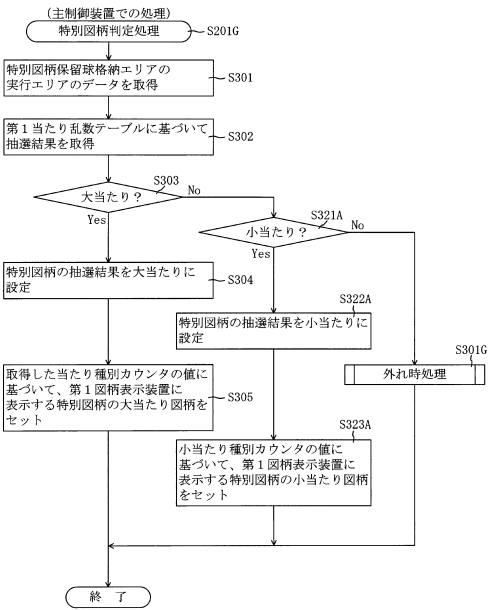 (主制御装置での処理)
特別図柄判定処理
S201G
特別図柄保留球格納エリアの
実行エリアのデータを取得
S301
第1当たり乱数テーブルに基づいて
抽選結果を取得
S302
S303
大当たり?
No
Yes
S321A
小当たり?
No
Yes
特別図柄の抽選結果を大当たりに
設定
S304
S322A
特別図柄の抽選結果を小当たりに
設定
S301G
外れ時処理
取得した当たり種別カウンタの値に
基づいて、第1図柄表示装置に
表示する特別図柄の大当たり図柄を
セット
S305
S323A
小当たり種別カウンタの値に
基づいて、第1図柄表示装置に
表示する特別図柄の小当たり図柄
をセット
終 了